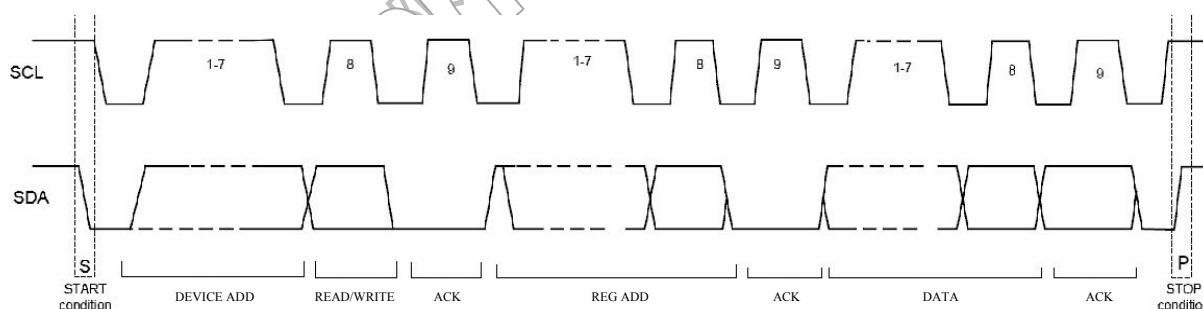 SCL
1-7 8 9 1-7 8 9 1-7 8 9
SDA
S P
START condition
DEVICE ADD READ/WRITE ACK REG ADD ACK DATA ACK
STOP condition